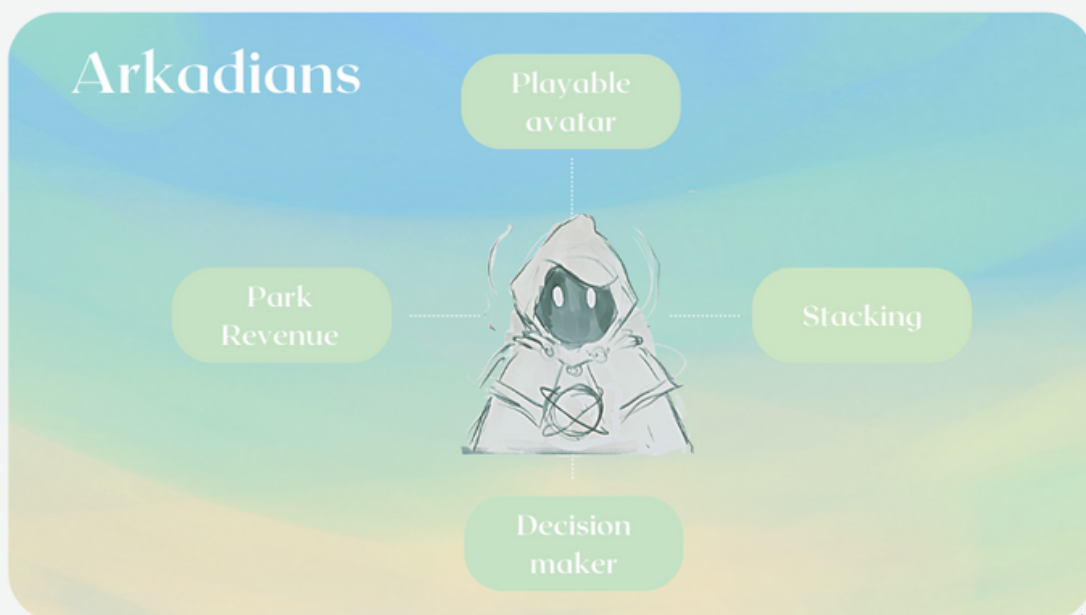 Arkadians
Playable
avatar
Park
Revenue
Stacking
Decision
maker